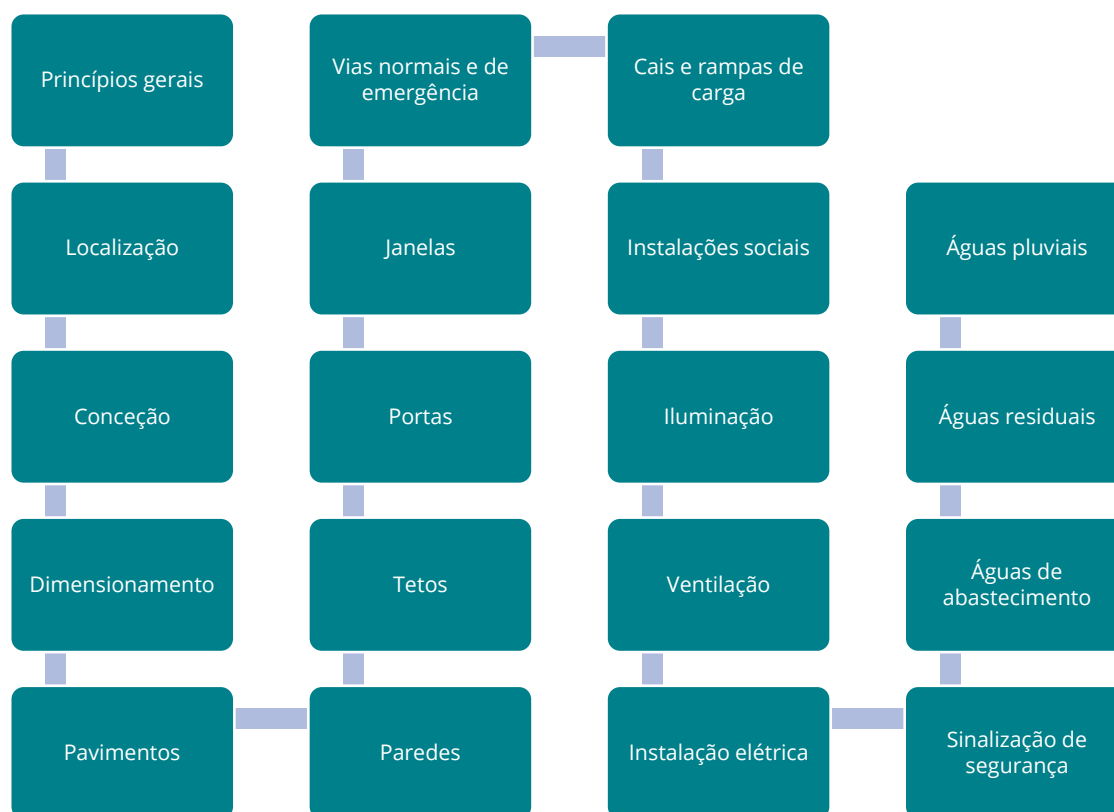 Princípios gerais
Localização
Conceção
Dimensionamento
Pavimentos
Paredes
Tetos
Portas
Janelas
Vias normais e de
emergência
Cais e rampas de
carga
Instalações sociais
Iluminação
Ventilação
Instalação elétrica
Sinalização de
segurança
Águas de
abastecimento
Águas residuais
Águas pluviais